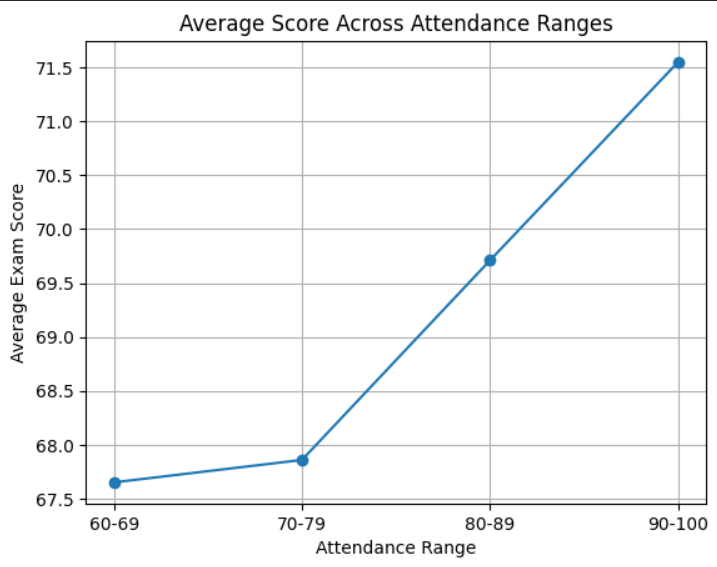 Average Score Across Attendance Ranges
71.5
71.0
70.5
70.0
69.5
69.0
68.5
68.0
67.5
Average Exam Score
60-69 70-79 80-89 90-100
Attendance Range